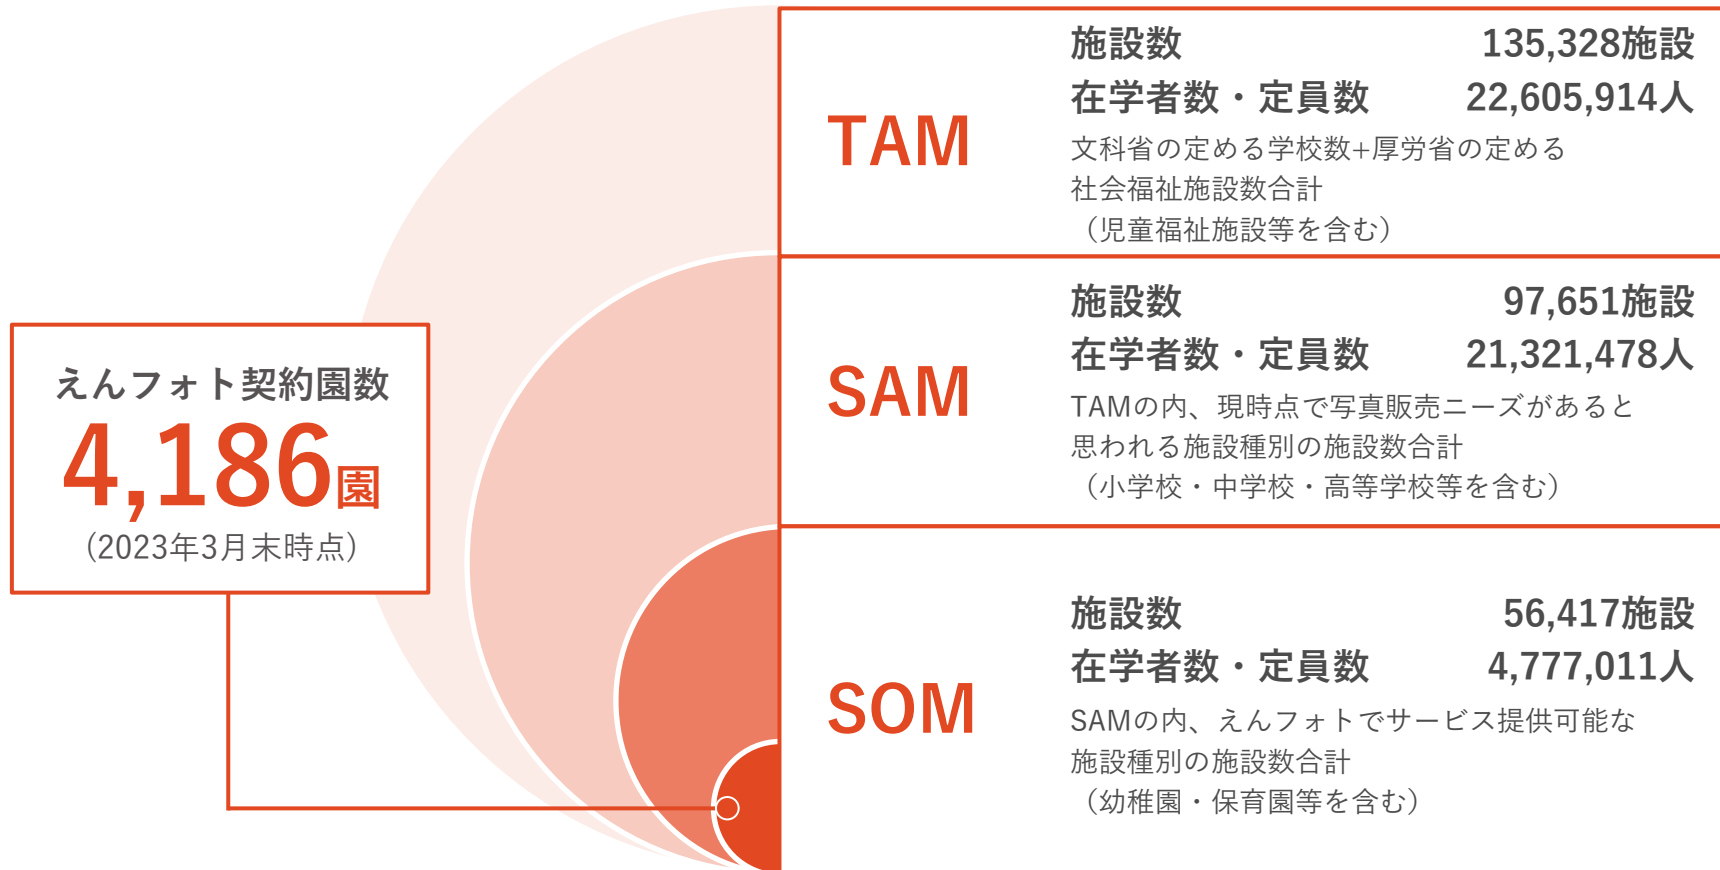 えんフォト契約園数
4,186園
(2023年3月末時点)
TAM
施設数 135,328施設
在学者数・定員数 22,605,914人
文科省の定める学校数+厚労省の定める
社会福祉施設数合計
（児童福祉施設等を含む）
SAM
施設数 97,651施設
在学者数・定員数 21,321,478人
TAMの内、現時点で写真販売ニーズがあると
思われる施設種別の施設数合計
（小学校・中学校・高等学校等を含む）
SOM
施設数 56,417施設
在学者数・定員数 4,777,011人
SAMの内、えんフォトでサービス提供可能な
施設種別の施設数合計
（幼稚園・保育園等を含む）